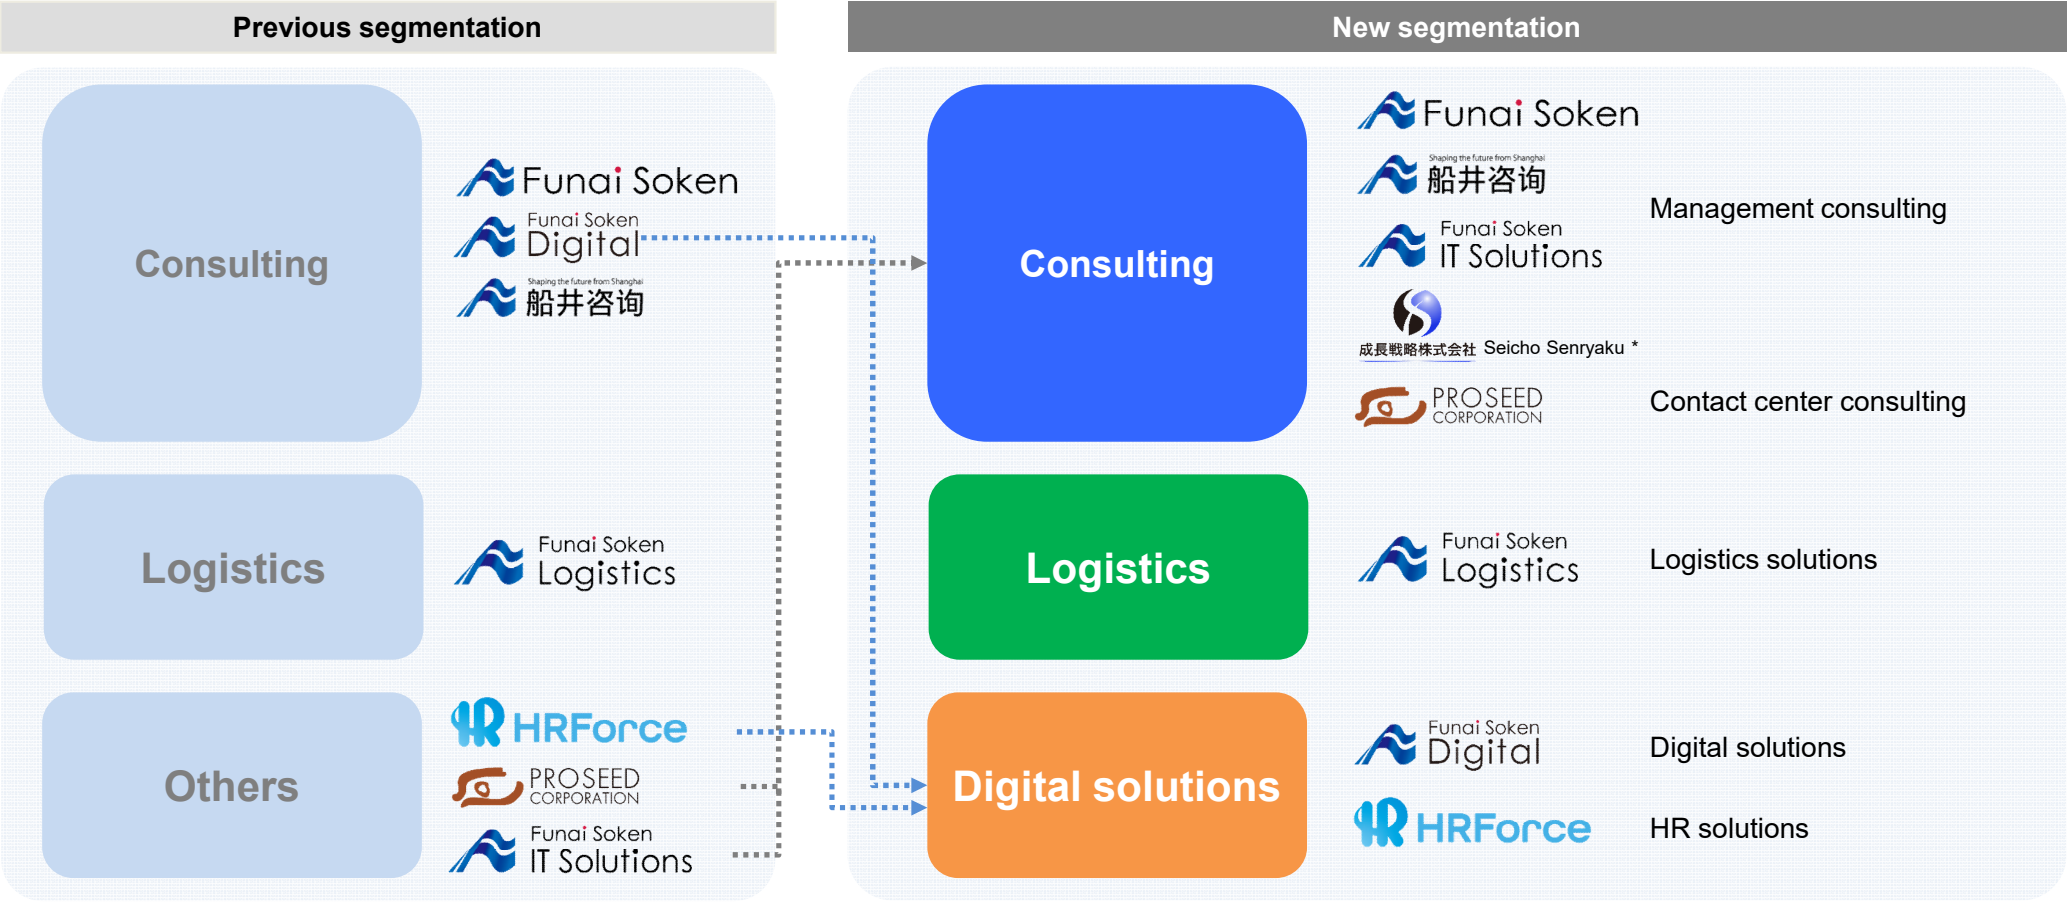 Previous segmentation
Consulting
Funai Soken
Funai Soken
Digital
Shaping the future from Shanghai
船井咨询
Logistics
Funai Soken
Logistics
Others
HR HRForce
PROSEED
CORPORATION
Funai Soken
IT Solutions
New segmentation
Consulting
Funai Soken
Shaping the future from Shanghai
船井咨询
Funai Soken
IT Solutions
Management consulting
成長戦略株式会社 Seicho Senryaku *
PROSEED
CORPORATION
Contact center consulting
Logistics
Funai Soken
Logistics
Logistics solutions
Digital solutions
Funai Soken
Digital
Digital solutions
HR HRForce
HR solutions